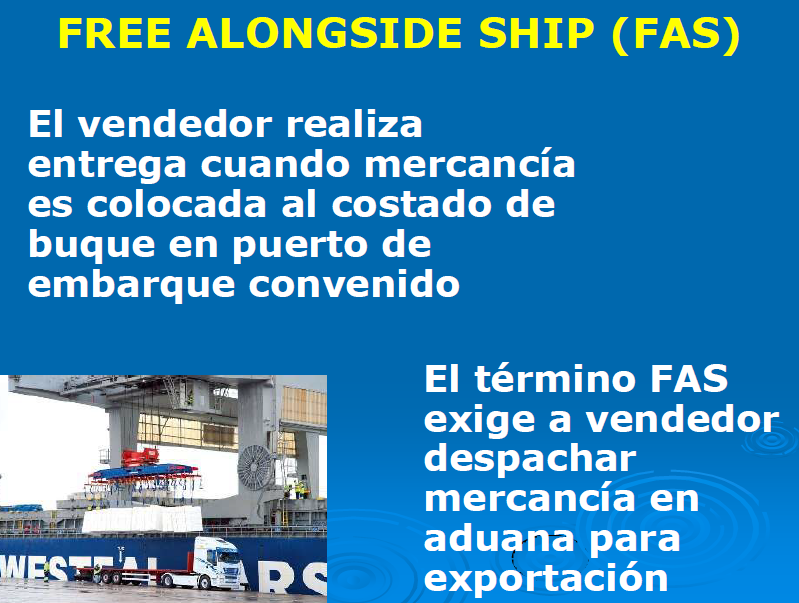 FREE ALONGSIDE SHIP (FAS)
El vendedor realiza
entrega cuando mercancía
es colocada al costado de
buque en puerto de
embarque convenido
El término FAS
exige a vendedor
despachar
mercancía en
aduana para
exportación